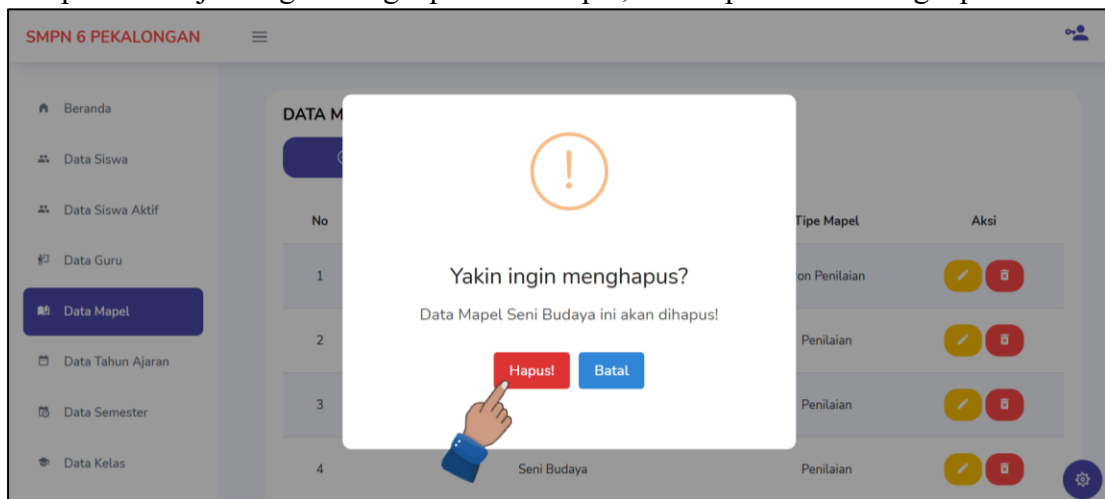 SMPN 6 PEKALONGAN
Beranda
Data Siswa
Data Siswa Aktif
Data Guru
Data Mapel
Data Tahun Ajaran
Data Semester
Data Kelas
DATA M
No Tipe Mapel Aksi
1 on Penilaian
2 Penilaian
3 Penilaian
4 Seni Budaya Penilaian
Yakin ingin menghapus?
Data Mapel Seni Budaya ini akan dihapus!
Hapus! Batal